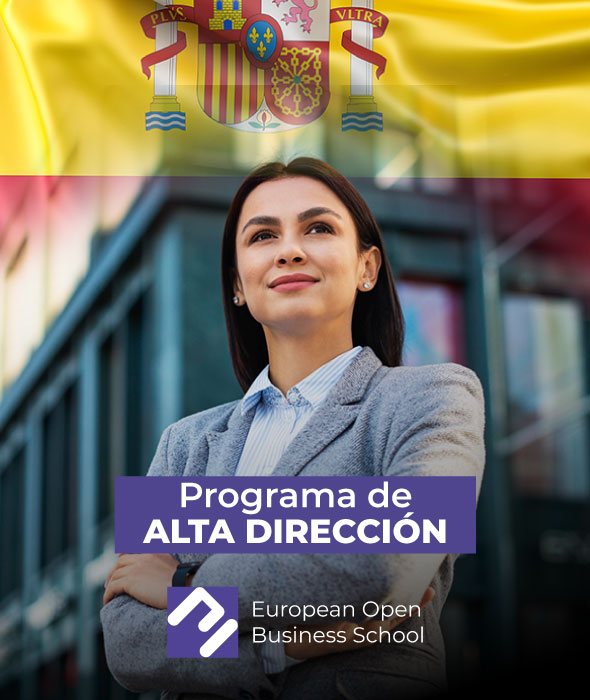 PLVS
VLTRA
Programa de
ALTA DIRECCIÓN
European Open
Business School